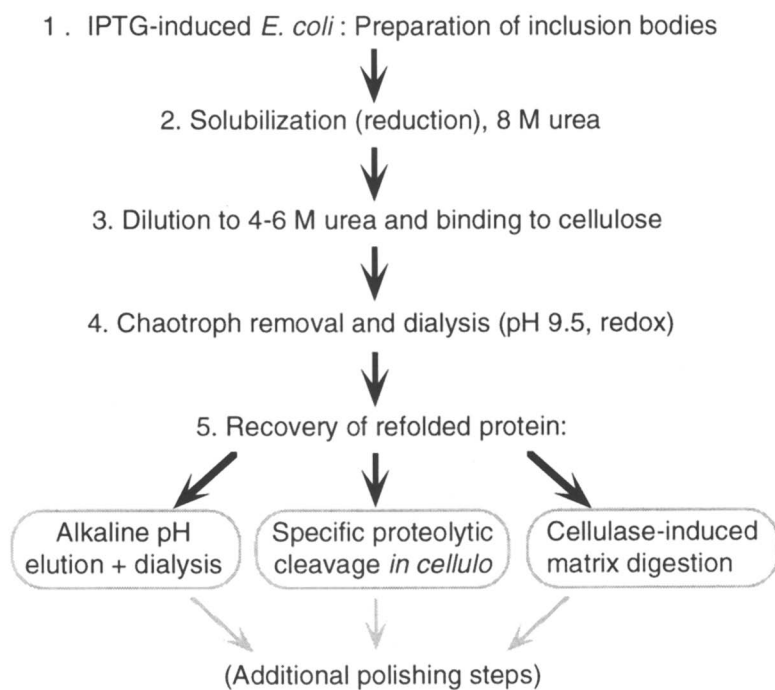 1 . IPTG-induced E. coli : Preparation of inclusion bodies
2. Solubilization (reduction), 8 M urea
3. Dilution to 4-6 M urea and binding to cellulose
4. Chaotroph removal and dialysis (pH 9.5, redox)
5. Recovery of refolded protein:
Alkaline pH
elution + dialysis
Specific proteolytic
cleavage in cellulo
Cellulase-induced
matrix digestion
(Additional polishing steps)